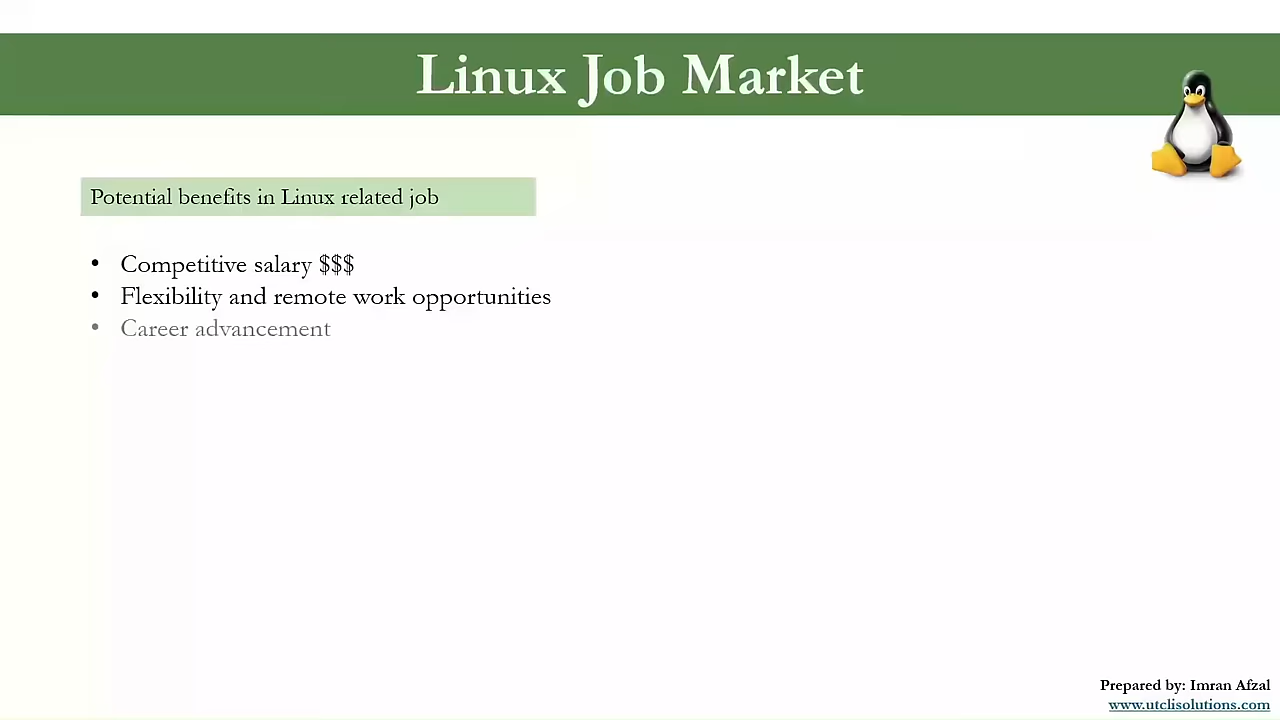 Linux Job Market
Potential benefits in Linux related job
• Competitive salary $$$
• Flexibility and remote work opportunities
• Career advancement
Prepared by: Imran Afzal
www.utclisolutions.com